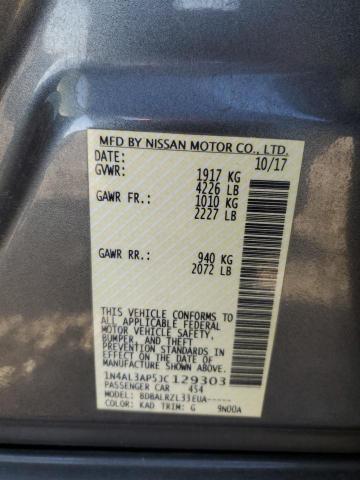 MFD BY NISSAN MOTOR CO., LTD.
DATE: 10/17
GVWR: 1917 KG
4226 LB
GAWR FR.: 1010 KG
2227 LB
GAWR RR.: 940 KG
2072 LB
THIS VEHICLE CONFORMS TO ALL
APPLICABLE FEDERAL
MOTOR VEHICLE SAFETY,
BUMPER, AND THEFT
PREVENTION STANDARDS IN
EFFECT ON THE DATE OF
MANUFACTURE SHOWN ABOVE.
1N4AL3AP5JC129303
PASSENGER CAR 454
MODEL: BDBALRZL33EUA-----
COLOR: KAD TRIM: G 9N00A